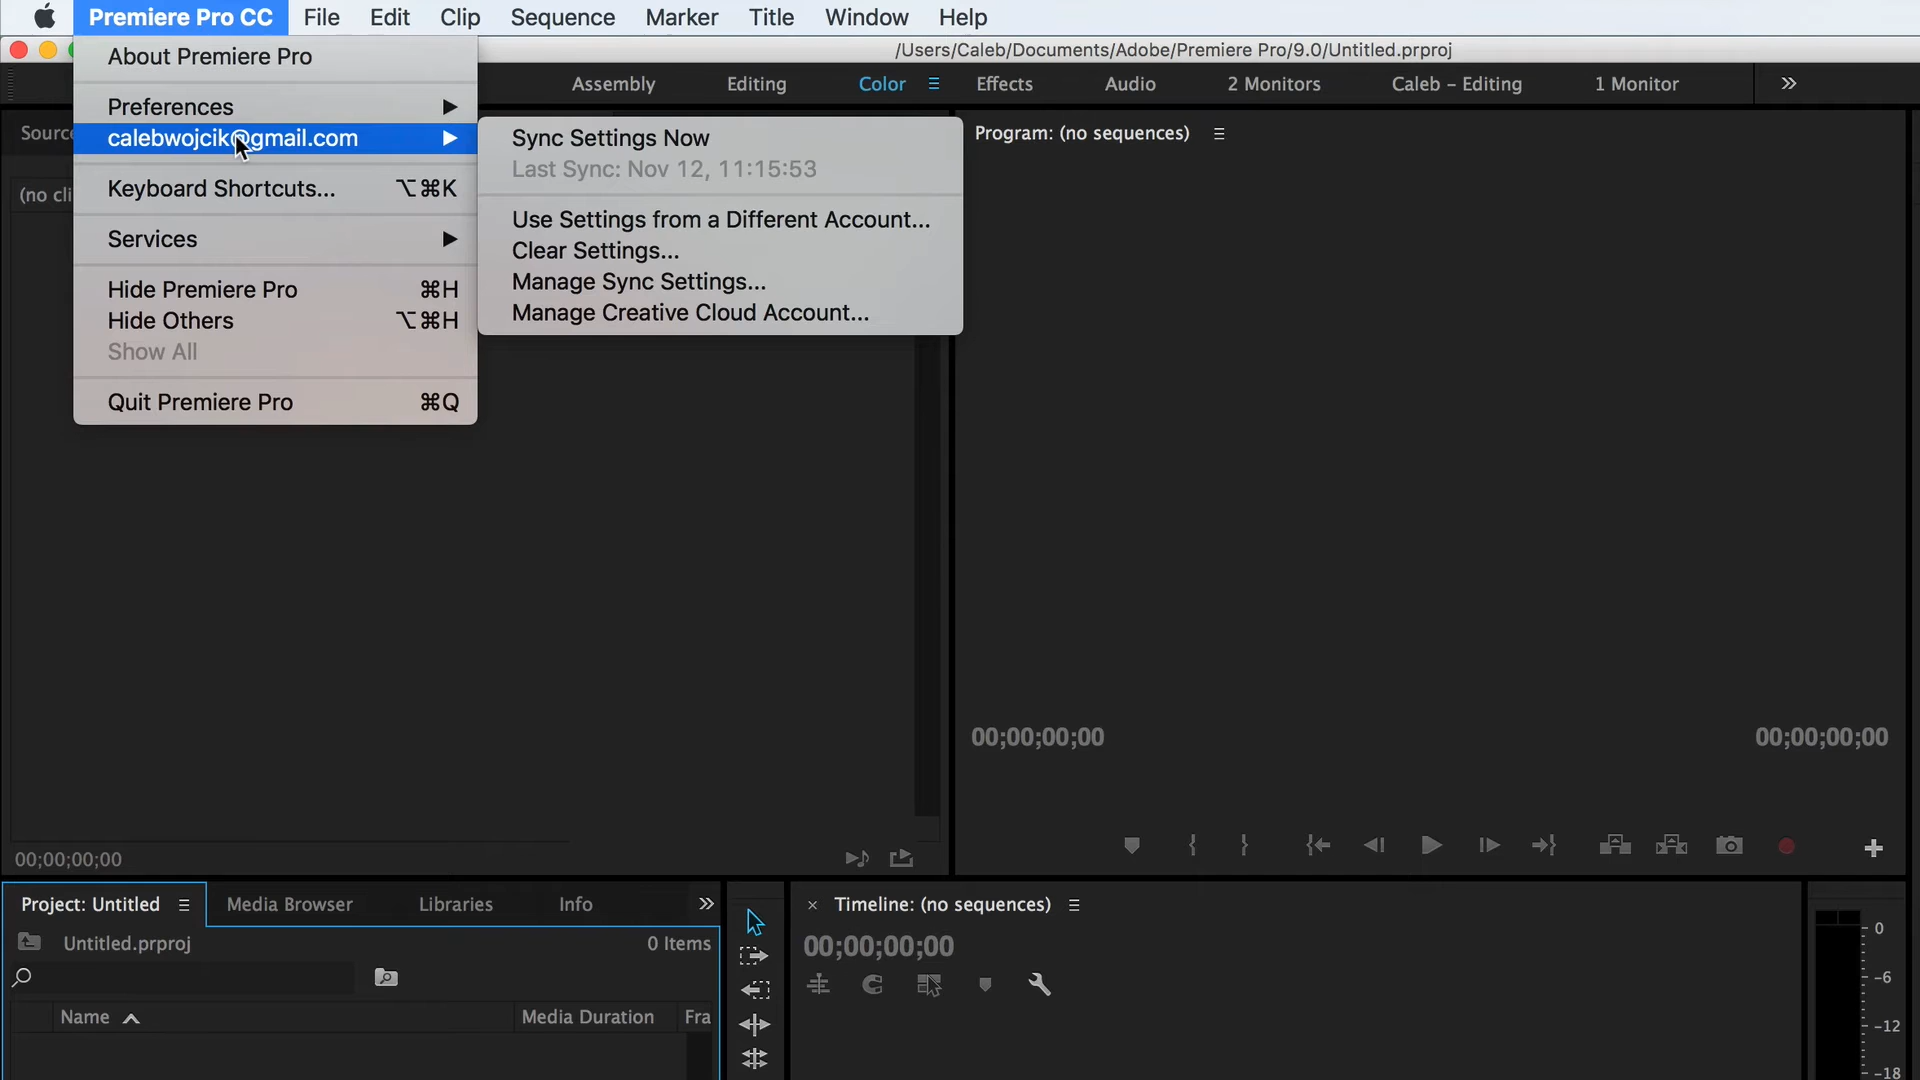 Premiere Pro CC File Edit Clip Sequence Marker Title Window Help
/Users/Caleb/Documents/Adobe/Premiere Pro/9.0/Untitled.prproj
About Premiere Pro
Assembly Editing Color Effects Audio 2 Monitors Caleb - Editing 1 Monitor
Preferences
Source
calebwojcik@gmail.com
Sync Settings Now
Program: (no sequences)
Last Sync: Nov 12, 11:15:53
Keyboard Shortcuts... ⌥⌘K
(no cli
Use Settings from a Different Account...
Services
Clear Settings...
Hide Premiere Pro ⌘H
Manage Sync Settings...
Hide Others ⌥⌘H
Manage Creative Cloud Account...
Show All
Quit Premiere Pro ⌘Q
00;00;00;00 00;00;00;00
00;00;00;00
Project: Untitled Media Browser Libraries Info
Timeline: (no sequences)
Untitled.prproj 0 Items
00;00;00;00
Name Media Duration Fra
0
-6
-12
-18